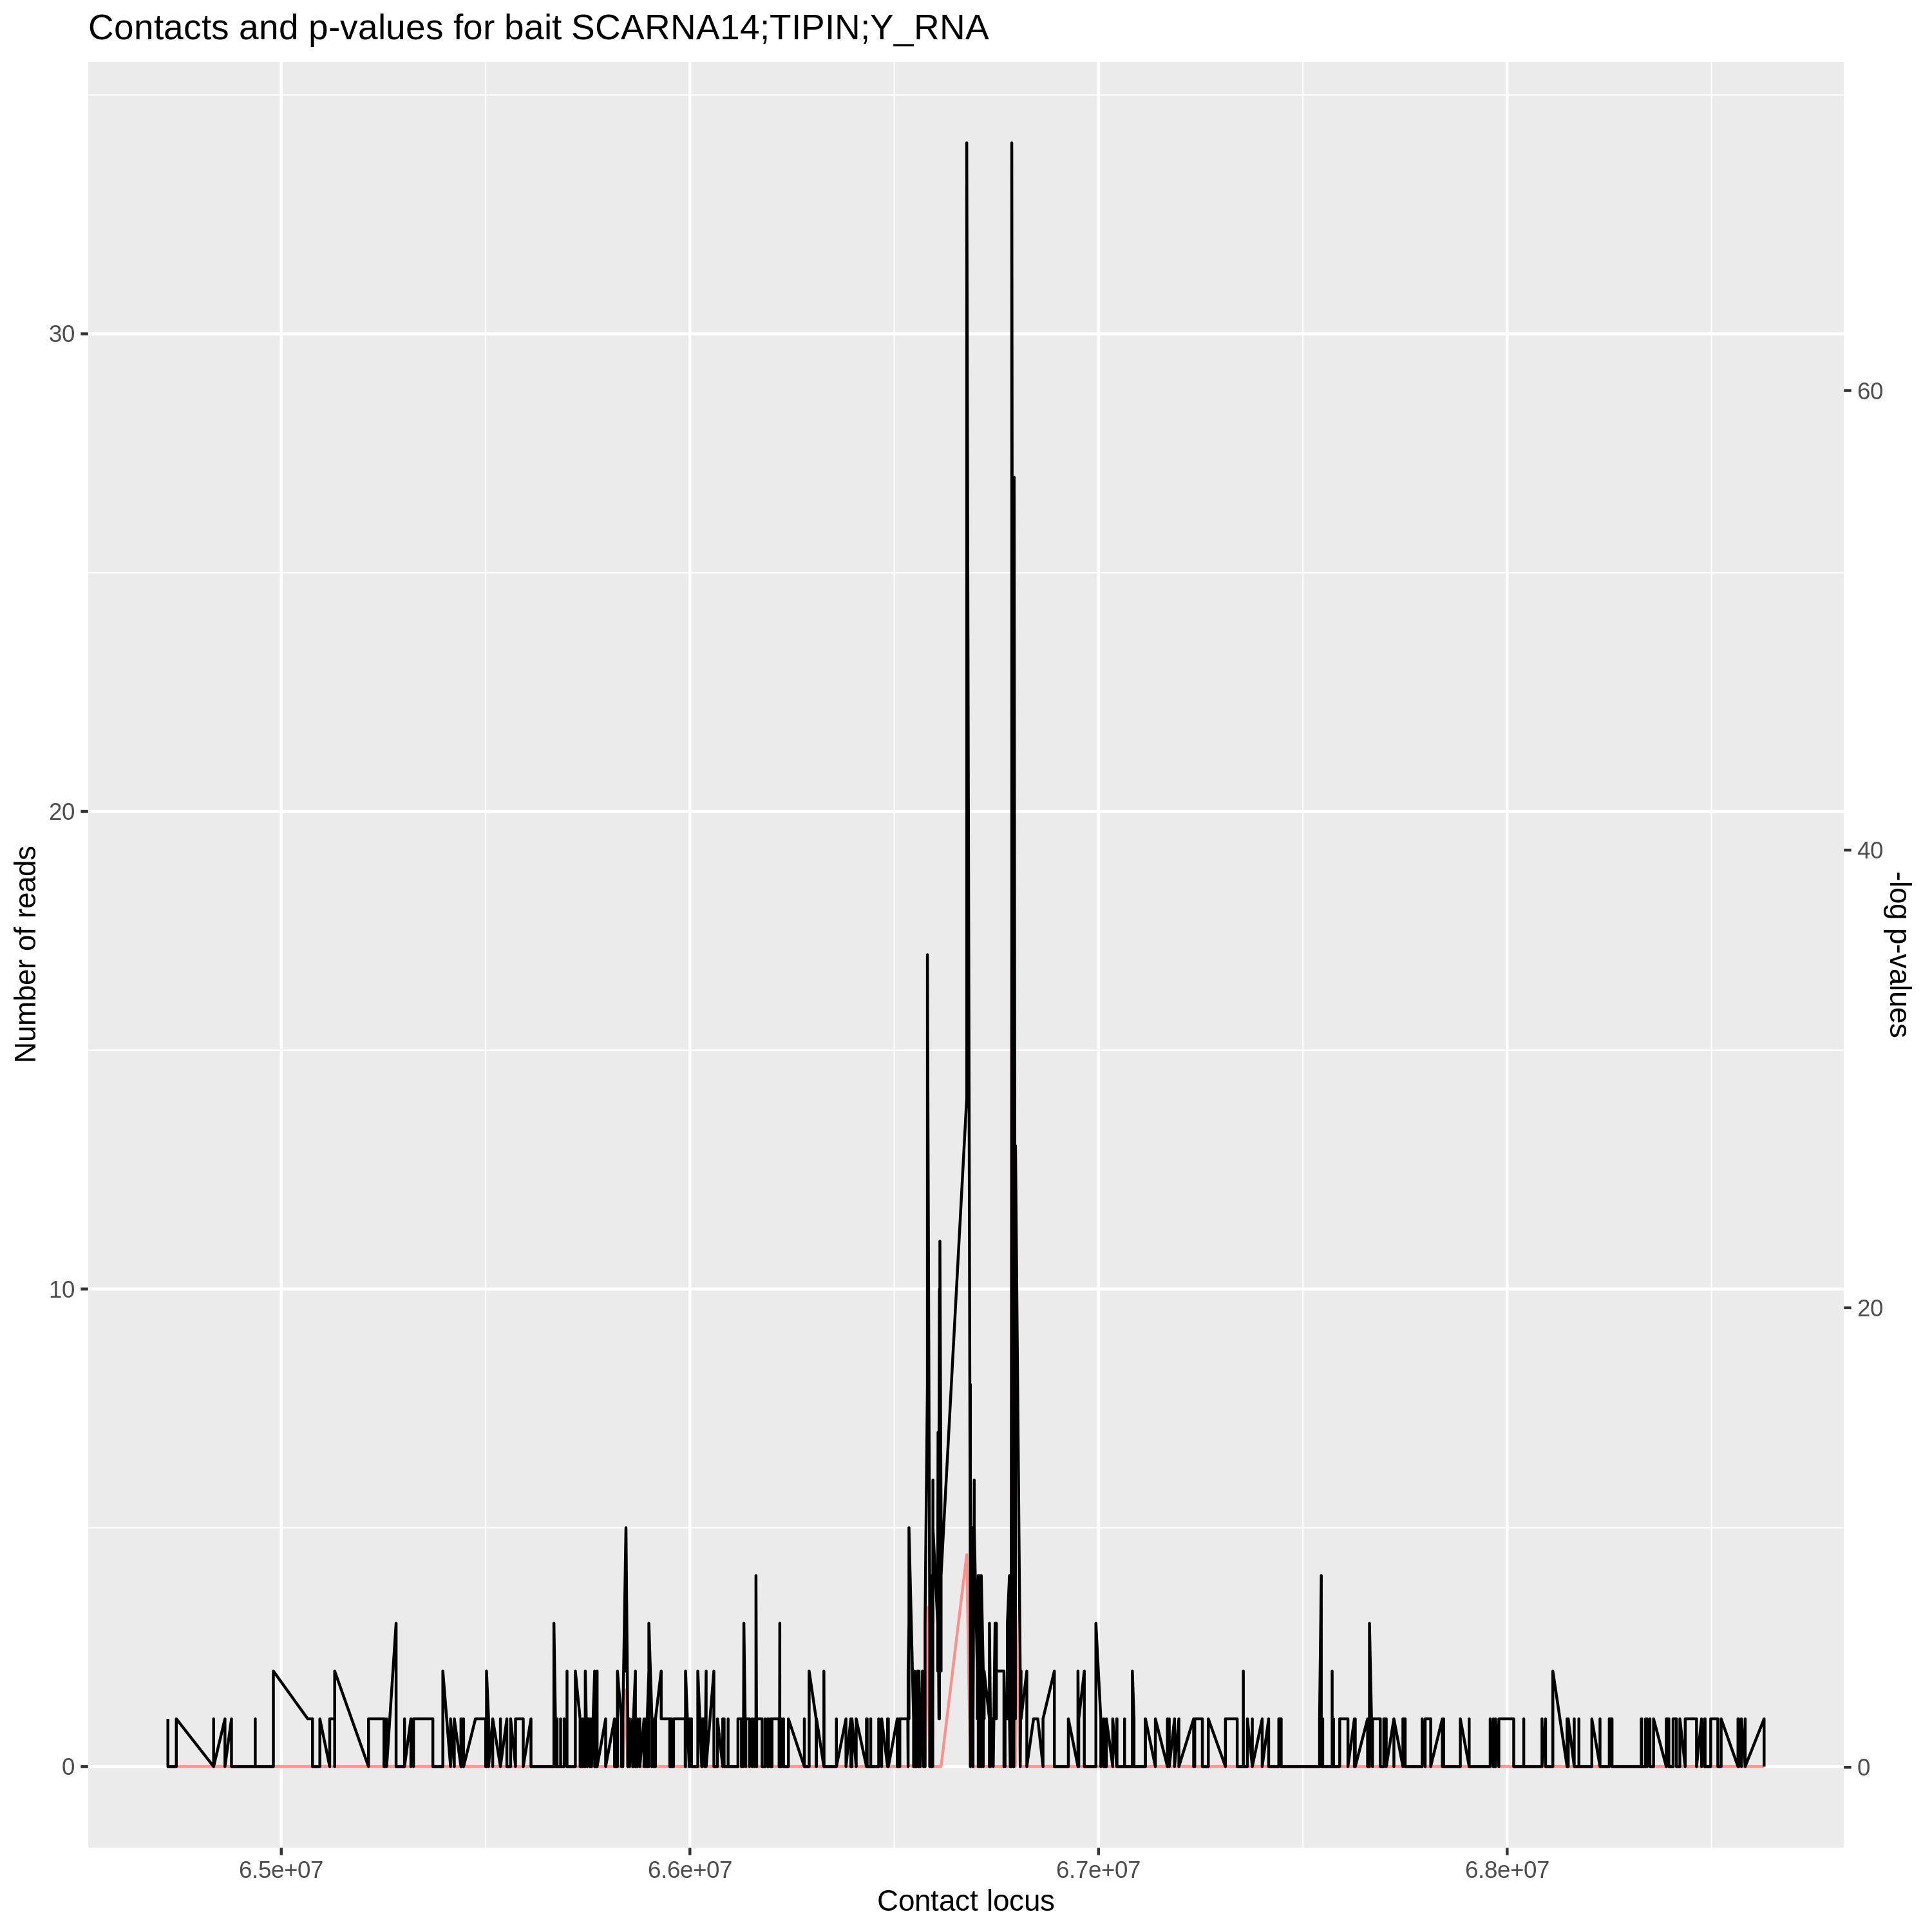 Contacts and p-values for bait SCARNA14;TIPIN;Y_RNA
30
20
10
0
Number of reads
60
40
20
0
-log p-values
6.5e+07
6.6e+07
6.7e+07
6.8e+07
Contact locus